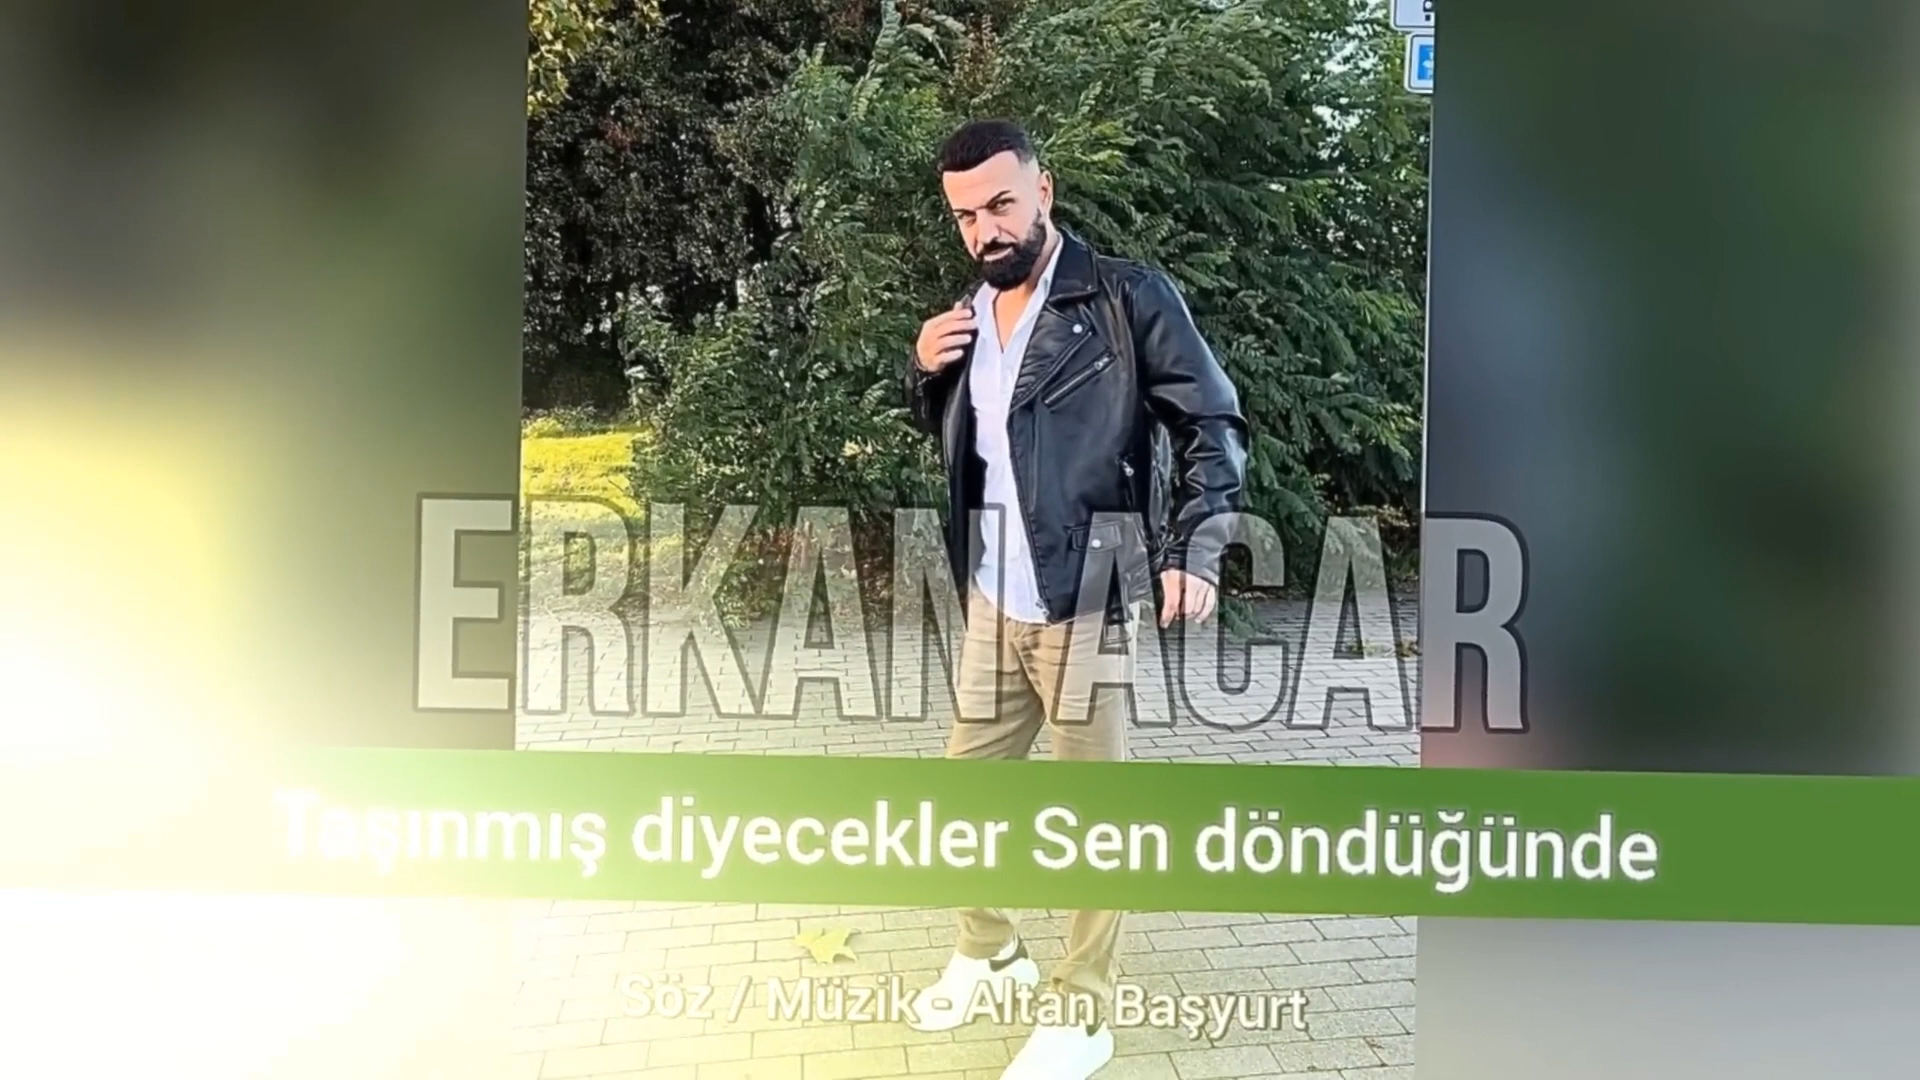 ERKAN ACAR
Taşınmış diyecekler Sen döndüğünde
Söz / Müzik - Altan Başyurt